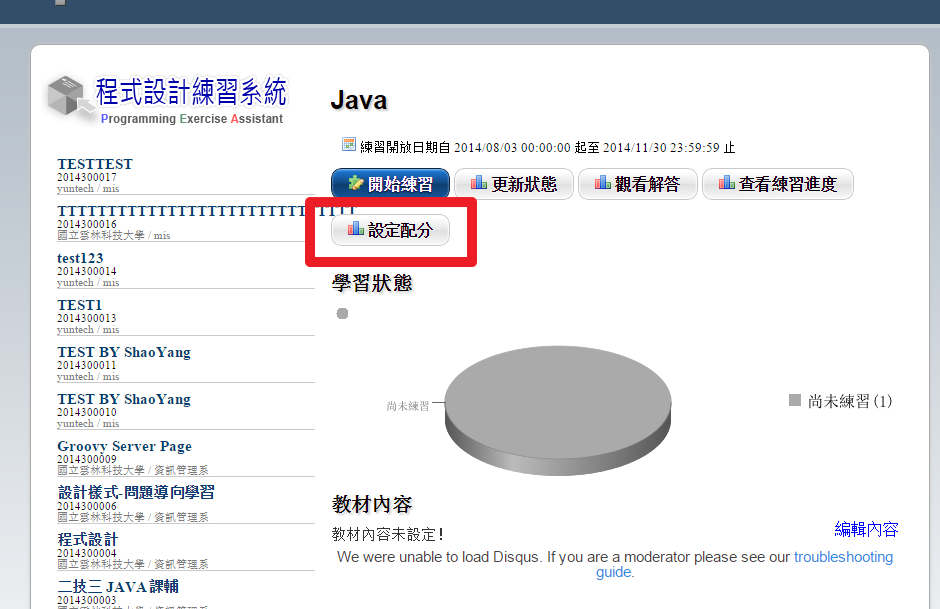 程式設計練習系統
Programming Exercise Assistant
TESTTEST
2014300017
yuntech / mis
TTTTTTTTTTTTTTTTTTTTTTTTTTTTTT
2014300016
國立雲林科技大學 / mis
test123
2014300014
yuntech / mis
TEST1
2014300013
yuntech / mis
TEST BY ShaoYang
2014300011
yuntech / mis
TEST BY ShaoYang
2014300010
yuntech / mis
Groovy Server Page
2014300009
國立雲林科技大學 / 資訊管理系
設計樣式-問題導向學習
2014300006
國立雲林科技大學 / 資訊管理系
程式設計
2014300004
國立雲林科技大學 / 資訊管理系
二技三 JAVA 課輔
2014300003
Java
練習開放日期自 2014/08/03 00:00:00 起至 2014/11/30 23:59:59 止
開始練習 更新狀態 觀看解答 查看練習進度
設定配分
學習狀態
尚未練習
尚未練習 (1)
教材內容
教材內容未設定！
編輯內容
We were unable to load Disqus. If you are a moderator please see our troubleshooting
guide.